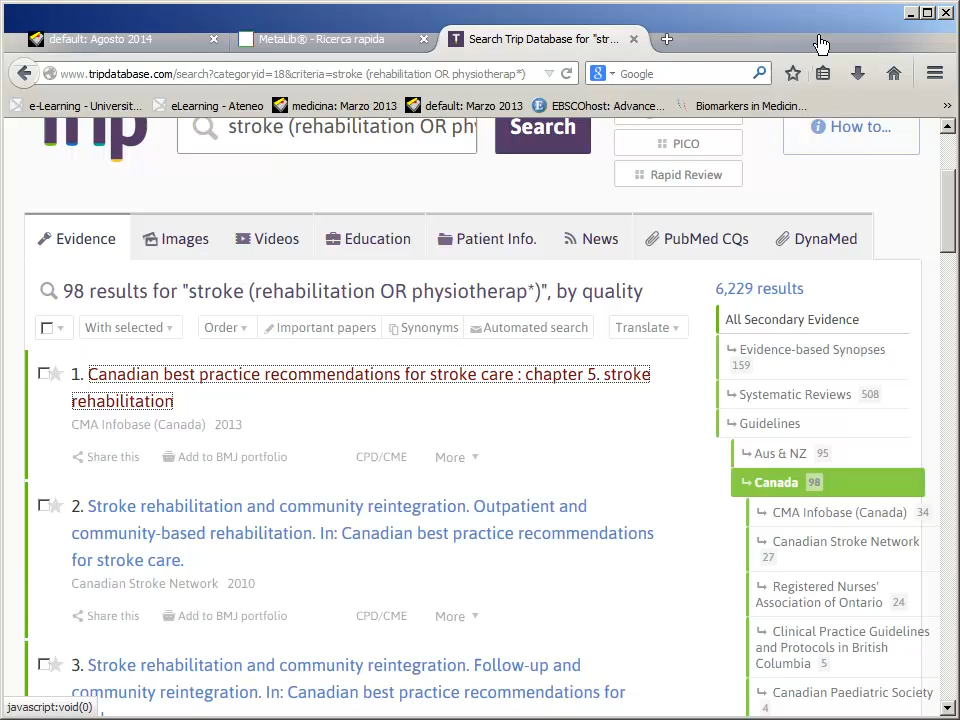 default: Agosto 2014
MetaLib® - Ricerca rapida
Search Trip Database for "str...
www.tripdatabase.com/search?categoryid=18&criteria=stroke (rehabilitation OR physiotherap*)
Google
e-Learning - Universit...
eLearning - Ateneo
medicina: Marzo 2013
default: Marzo 2013
EBSCOhost: Advance...
Biomarkers in Medicin...
trip
stroke (rehabilitation OR phy
Search
PICO
Rapid Review
How to...
Evidence
Images
Videos
Education
Patient Info.
News
PubMed CQs
DynaMed
98 results for "stroke (rehabilitation OR physiotherap*)", by quality
With selected
Order
Important papers
Synonyms
Automated search
Translate
1. Canadian best practice recommendations for stroke care : chapter 5. stroke
rehabilitation
CMA Infobase (Canada) 2013
Share this
Add to BMJ portfolio
CPD/CME
More
2. Stroke rehabilitation and community reintegration. Outpatient and
community-based rehabilitation. In: Canadian best practice recommendations
for stroke care.
Canadian Stroke Network 2010
Share this
Add to BMJ portfolio
CPD/CME
More
3. Stroke rehabilitation and community reintegration. Follow-up and
community reintegration. In: Canadian best practice recommendations for
6,229 results
All Secondary Evidence
Evidence-based Synopses
159
Systematic Reviews 508
Guidelines
Aus & NZ 95
Canada 98
CMA Infobase (Canada) 34
Canadian Stroke Network
27
Registered Nurses'
Association of Ontario 24
Clinical Practice Guidelines
and Protocols in British
Columbia 5
Canadian Paediatric Society
4
javascript:void(0)